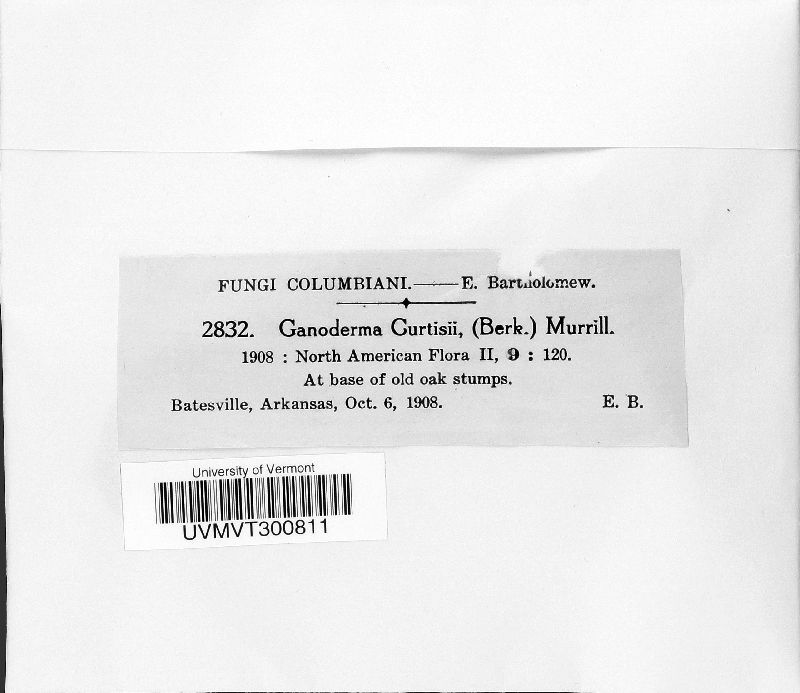 FUNGI COLUMBIANI.——E. Bartholomew.
2832. Ganoderma Curtisii, (Berk.) Murrill.
1908 : North American Flora II, 9 : 120.
At base of old oak stumps.
Batesville, Arkansas, Oct. 6, 1908. E. B.
University of Vermont
UVMVT300811